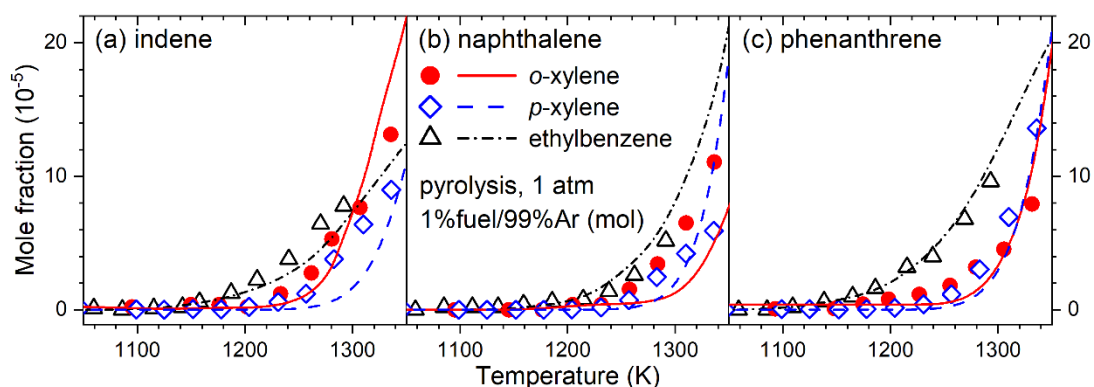 (a) indene
(b) naphthalene
(c) phenanthrene
o-xylene
p-xylene
ethylbenzene
pyrolysis, 1 atm
1%fuel/99%Ar (mol)
Mole fraction (10-5)
20
10
0
20
10
0
1100 1200 1300 1100 1200 1300 1100 1200 1300
Temperature (K)